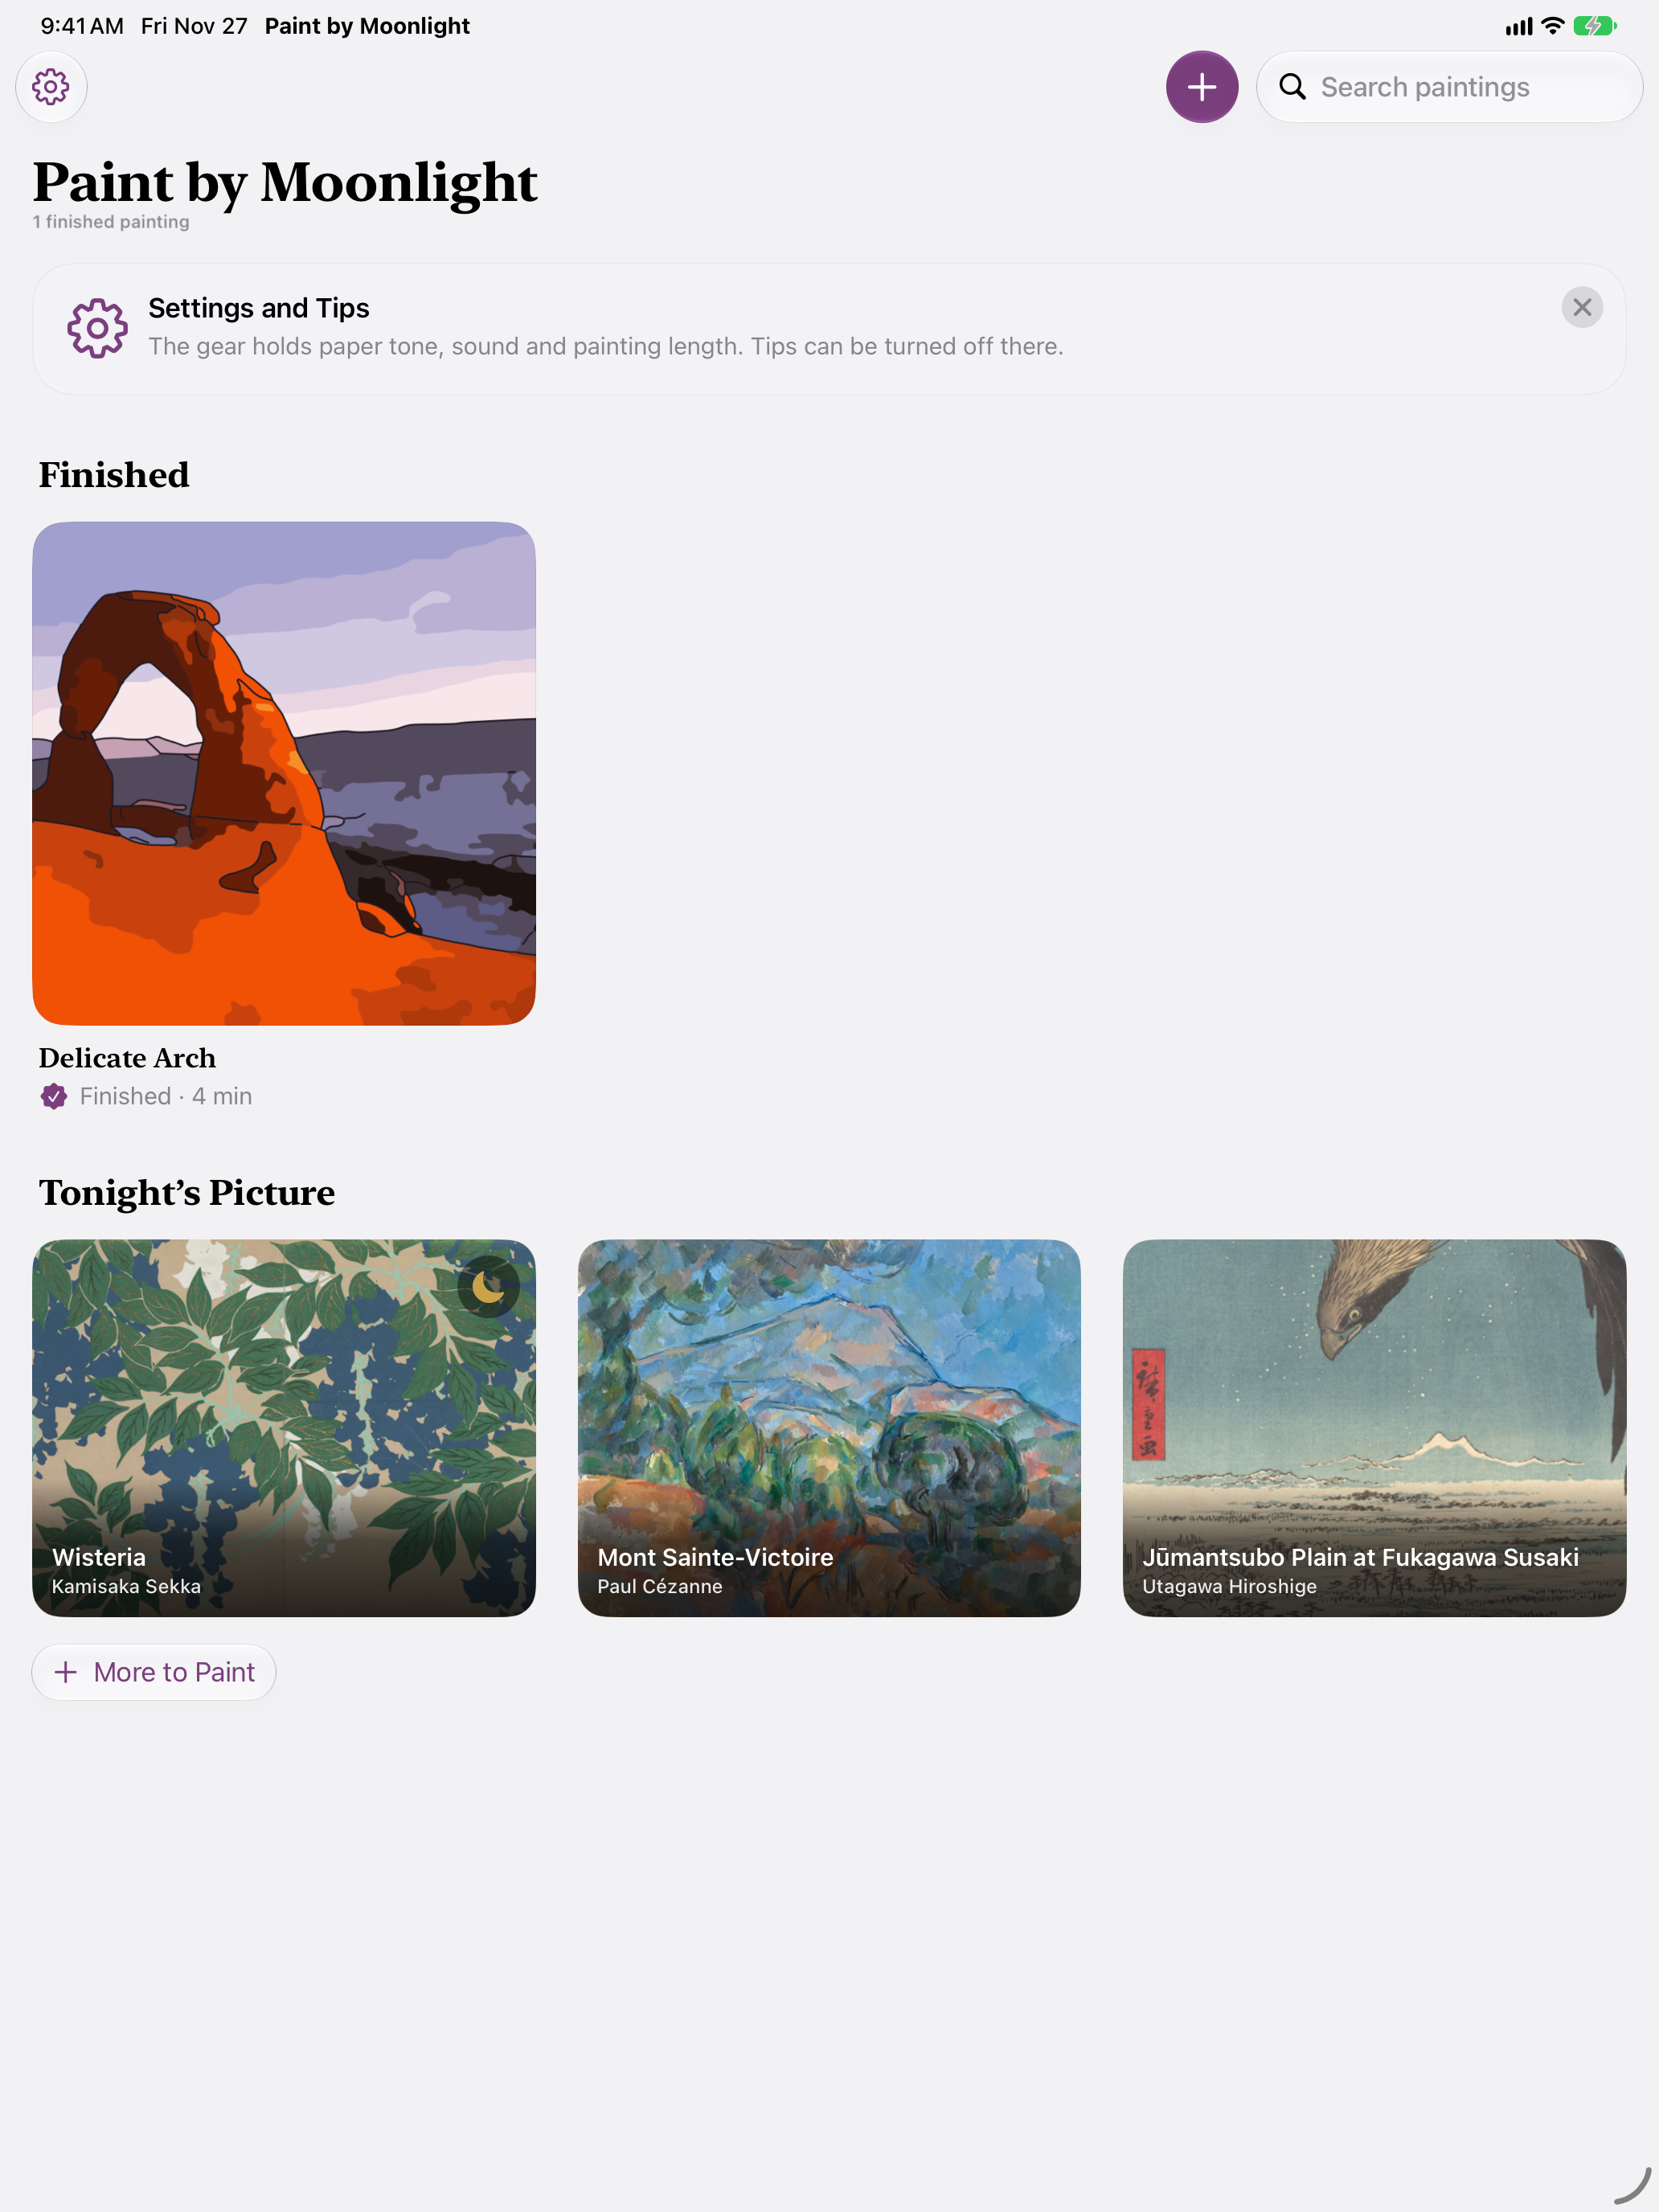 9:41 AM Fri Nov 27 Paint by Moonlight
Search paintings
Paint by Moonlight
1 finished painting
Settings and Tips
The gear holds paper tone, sound and painting length. Tips can be turned off there.
Finished
Delicate Arch
Finished · 4 min
Tonight’s Picture
Wisteria
Kamisaka Sekka
Mont Sainte-Victoire
Paul Cézanne
Jūmantsubo Plain at Fukagawa Susaki
Utagawa Hiroshige
More to Paint